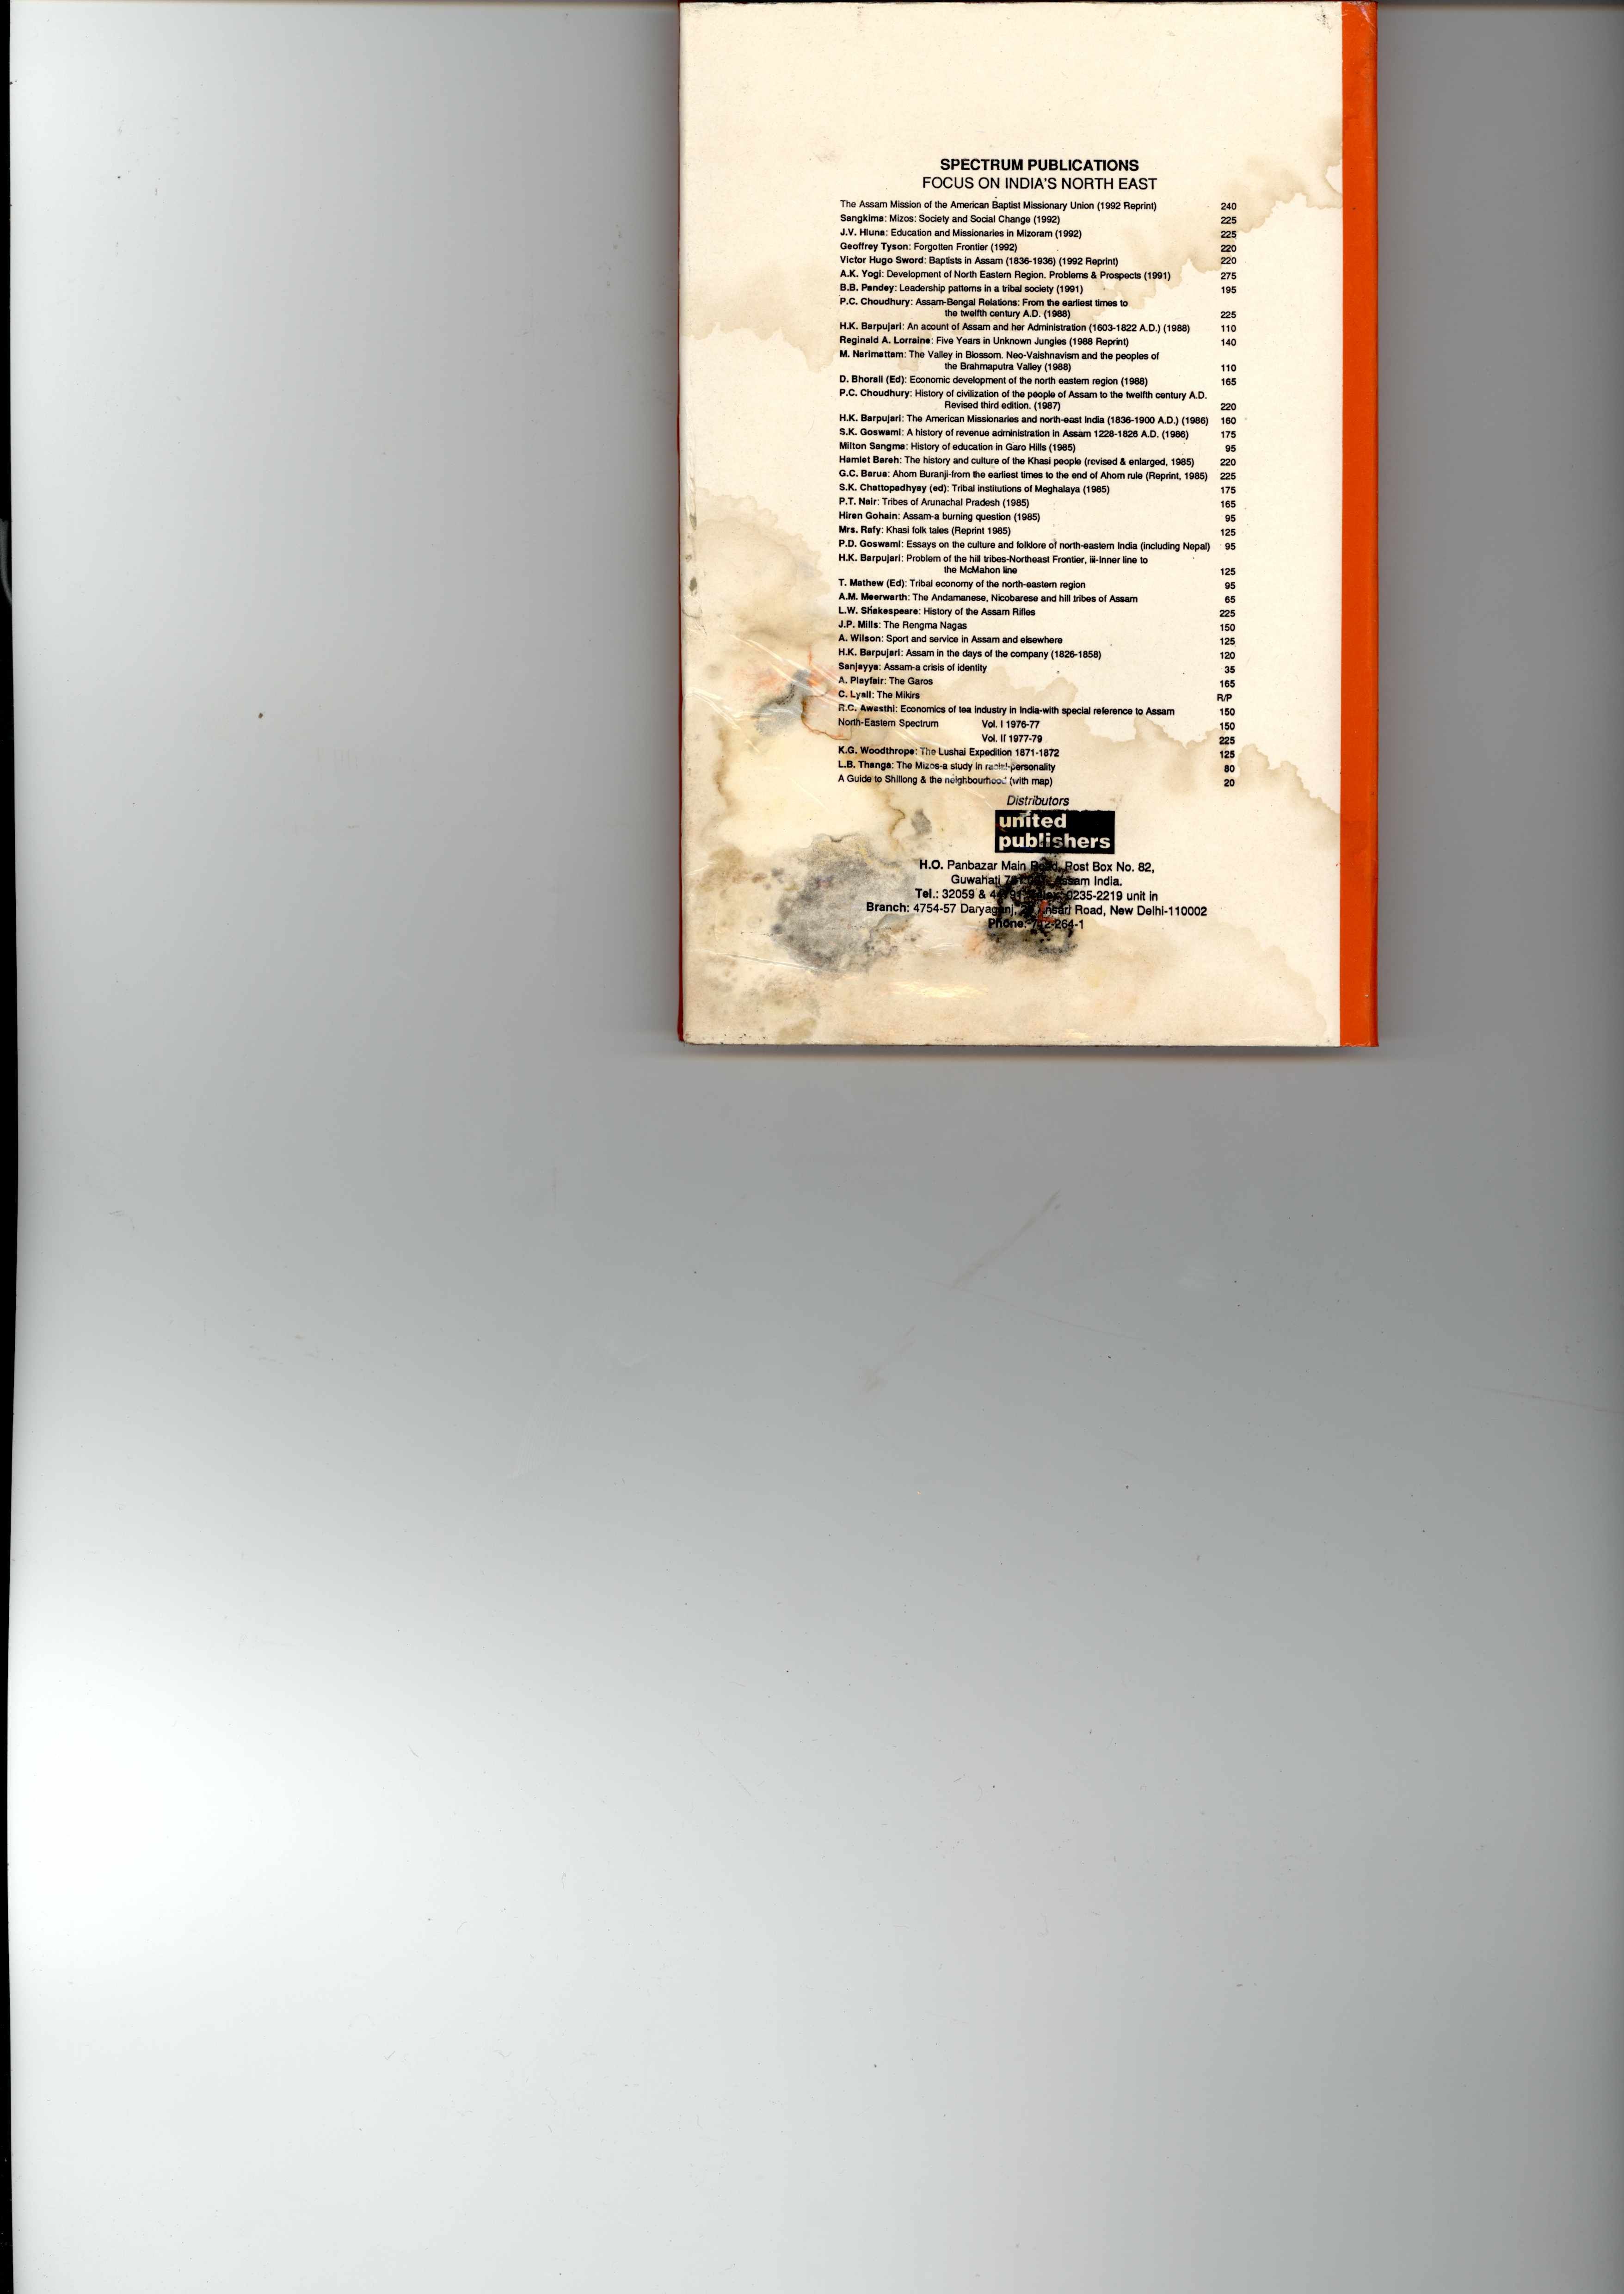 SPECTRUM PUBLICATIONS
FOCUS ON INDIA'S NORTH EAST
The Assam Mission of the American Baptist Missionary Union (1992 Reprint) 240
Sangkima: Mizos: Society and Social Change (1992) 225
J.V. Hluna: Education and Missionaries in Mizoram (1992) 225
Geoffrey Tyson: Forgotten Frontier (1992) 220
Victor Hugo Sword: Baptists in Assam (1836-1936) (1992 Reprint) 220
A.K. Yogi: Development of North Eastern Region. Problems & Prospects (1991) 275
B.B. Pandey: Leadership patterns in a tribal society (1991) 195
P.C. Choudhury: Assam-Bengal Relations: From the earliest times to
the twelfth century A.D. (1988) 225
H.K. Barpujari: An acount of Assam and her Administration (1603-1822 A.D.) (1988) 110
Reginald A. Lorraine: Five Years in Unknown Jungles (1988 Reprint) 140
M. Narimattam: The Valley in Blossom. Neo-Vaishnavism and the peoples of
the Brahmaputra Valley (1988) 110
D. Bhorali (Ed): Economic development of the north eastern region (1988) 165
P.C. Choudhury: History of civilization of the people of Assam to the twelfth century A.D.
Revised third edition. (1987) 220
H.K. Barpujari: The American Missionaries and north-east India (1836-1900 A.D.) (1986) 160
S.K. Goswami: A history of revenue administration in Assam 1228-1826 A.D. (1986) 175
Milton Sangma: History of education in Garo Hills (1985) 95
Hamlet Bareh: The history and culture of the Khasi people (revised & enlarged, 1985) 220
G.C. Barua: Ahom Buranji-from the earliest times to the end of Ahom rule (Reprint, 1985) 225
S.K. Chattopadhyay (ed): Tribal institutions of Meghalaya (1985) 175
P.T. Nair: Tribes of Arunachal Pradesh (1985) 165
Hiren Gohain: Assam-a burning question (1985) 95
Mrs. Rafy: Khasi folk tales (Reprint 1985) 125
P.D. Goswami: Essays on the culture and folklore of north-eastern India (including Nepal) 95
H.K. Barpujari: Problem of the hill tribes-Northeast Frontier, iii-Inner line to
the McMahon line 125
T. Mathew (Ed): Tribal economy of the north-eastern region 95
A.M. Meerwarth: The Andamanese, Nicobarese and hill tribes of Assam 65
L.W. Shakespeare: History of the Assam Rifles 225
J.P. Mills: The Rengma Nagas 150
A. Wilson: Sport and service in Assam and elsewhere 125
H.K. Barpujari: Assam in the days of the company (1826-1858) 120
Sanjayya: Assam-a crisis of identity 35
A. Playfair: The Garos 165
C. Lyall: The Mikirs R/P
R.C. Awasthi: Economics of tea industry in India-with special reference to Assam 150
North-Eastern Spectrum Vol. I 1976-77 150
Vol. II 1977-79 225
K.G. Woodthrope: The Lushai Expedition 1871-1872 125
L.B. Thanga: The Mizos-a study in racial-personality 80
A Guide to Shillong & the neighbourhood (with map) 20
Distributors
united
publishers
H.O. Panbazar Main Road, Post Box No. 82,
Guwahati Assam India.
Tel.: 32059 & 0235-2219 unit in
Branch: 4754-57 Daryaganj, Ansari Road, New Delhi-110002
Phone: 264-1